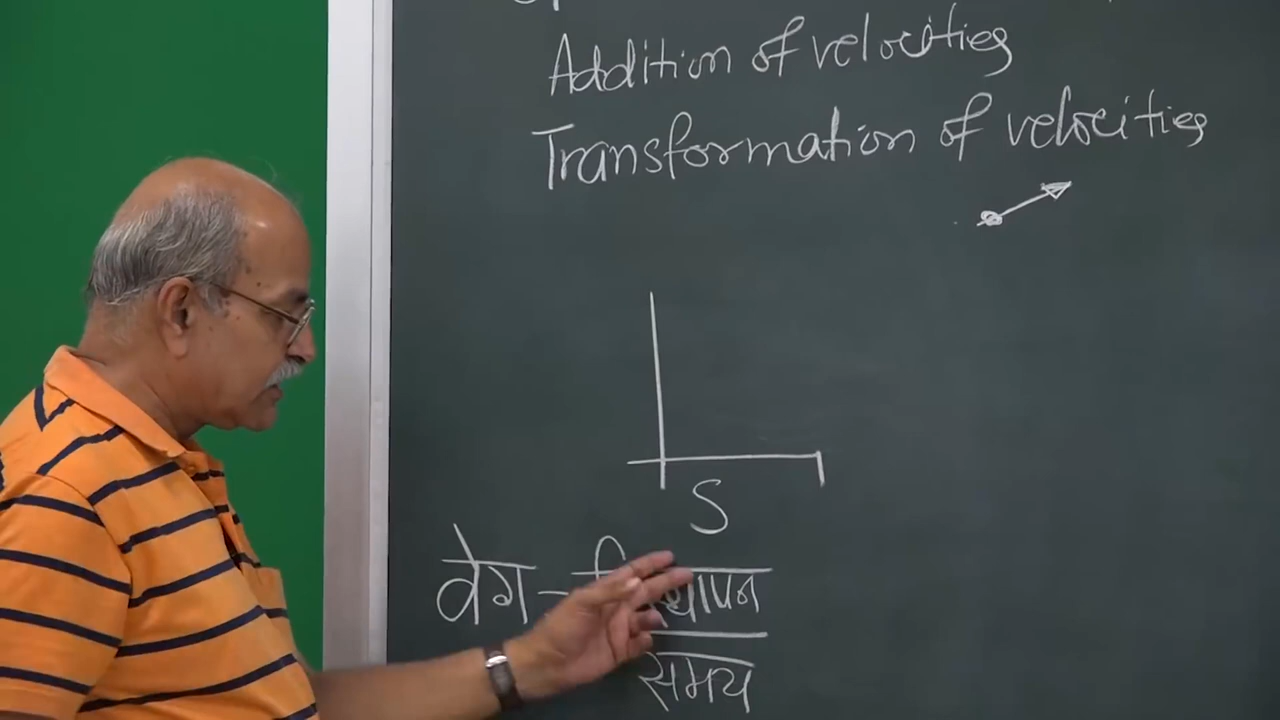 Addition of velocities
Transformation of velocities
S
वेग =
समय